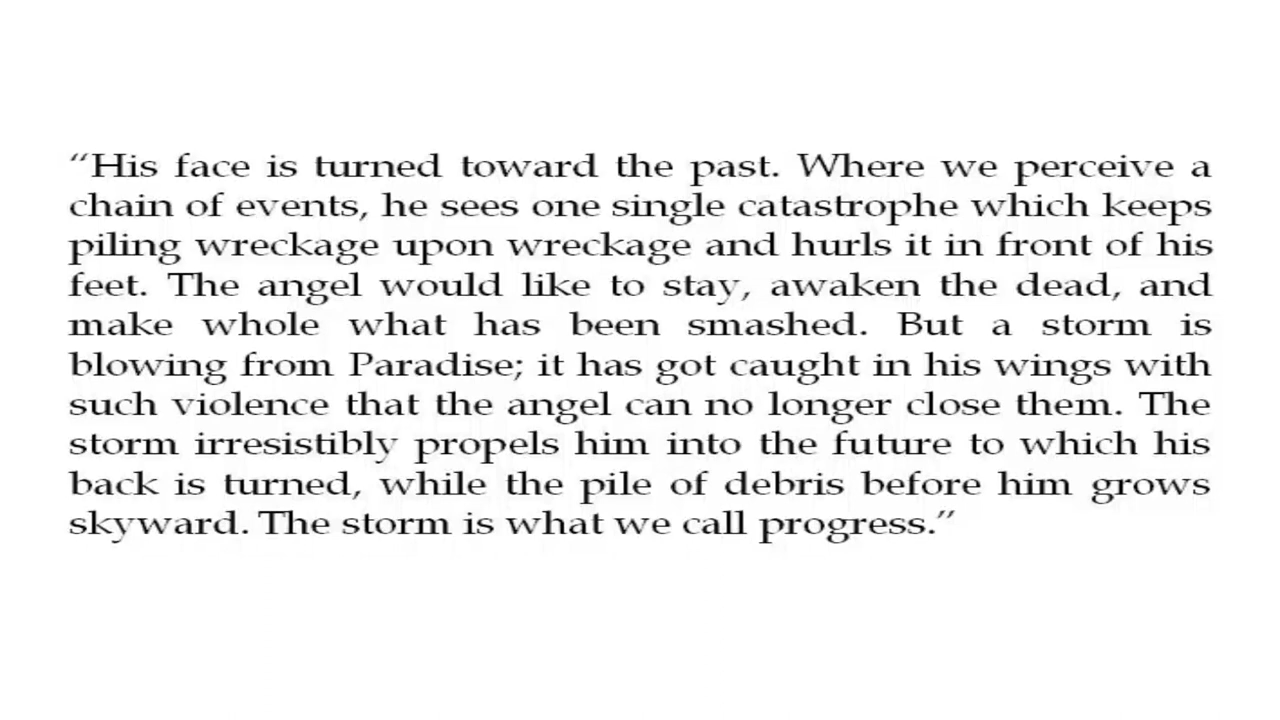 “His face is turned toward the past. Where we perceive a
chain of events, he sees one single catastrophe which keeps
piling wreckage upon wreckage and hurls it in front of his
feet. The angel would like to stay, awaken the dead, and
make whole what has been smashed. But a storm is
blowing from Paradise; it has got caught in his wings with
such violence that the angel can no longer close them. The
storm irresistibly propels him into the future to which his
back is turned, while the pile of debris before him grows
skyward. The storm is what we call progress.”